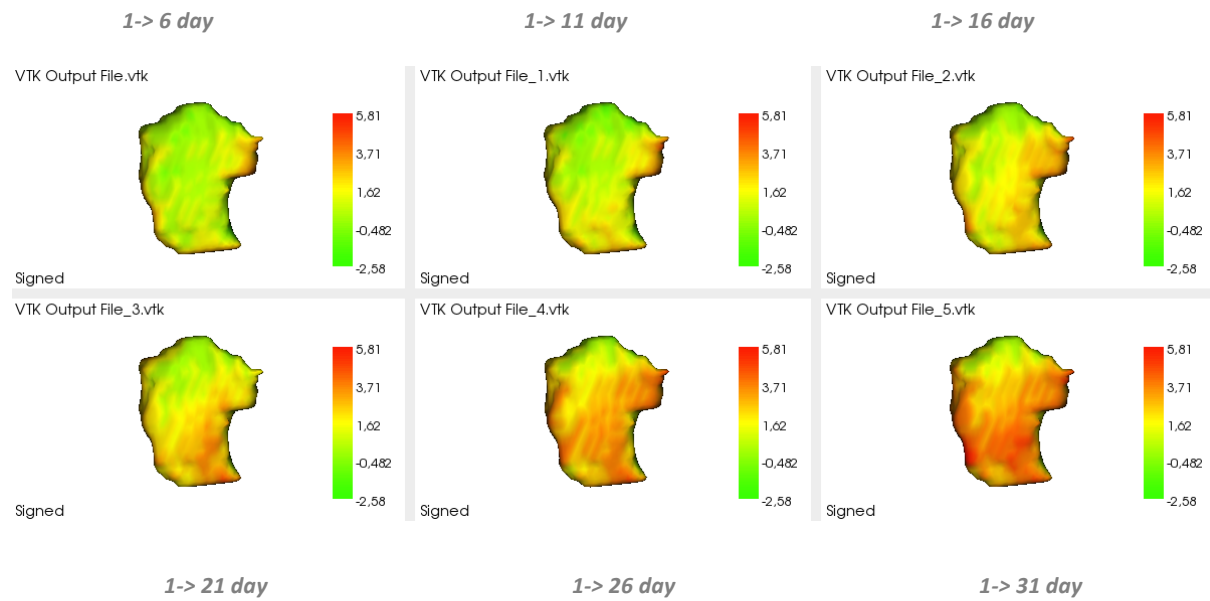 1-> 6 day
1-> 11 day
1-> 16 day
VTK Output File.vtk
5,81
3,71
1,62
-0,482
-2,58
Signed
VTK Output File_1.vtk
5,81
3,71
1,62
-0,482
-2,58
Signed
VTK Output File_2.vtk
5,81
3,71
1,62
-0,482
-2,58
Signed
VTK Output File_3.vtk
5,81
3,71
1,62
-0,482
-2,58
Signed
VTK Output File_4.vtk
5,81
3,71
1,62
-0,482
-2,58
Signed
VTK Output File_5.vtk
5,81
3,71
1,62
-0,482
-2,58
Signed
1-> 21 day
1-> 26 day
1-> 31 day